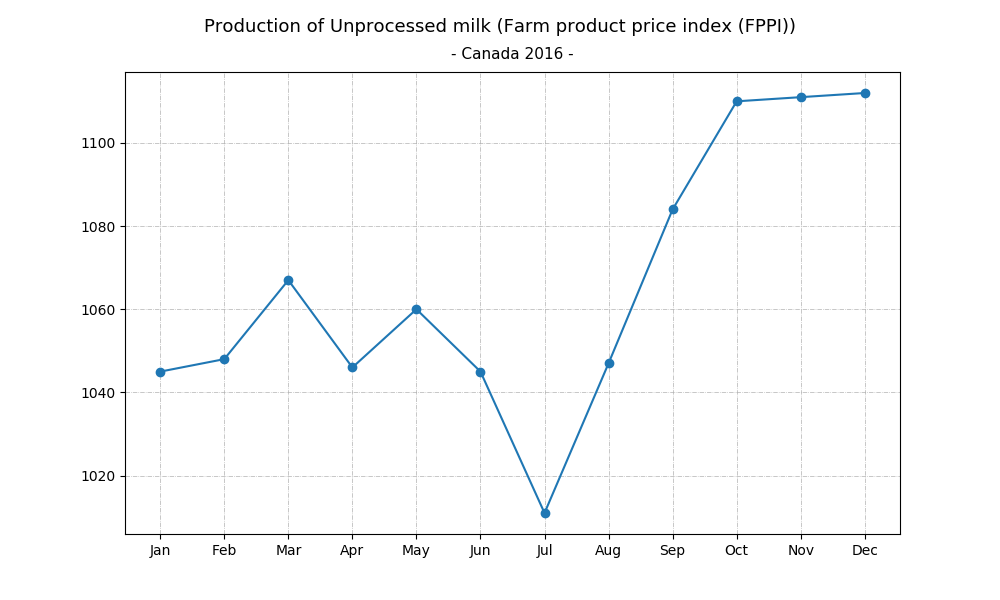 Production of Unprocessed milk (Farm product price index (FPPI))
- Canada 2016 -
1100
1080
1060
1040
1020
Jan Feb Mar Apr May Jun Jul Aug Sep Oct Nov Dec